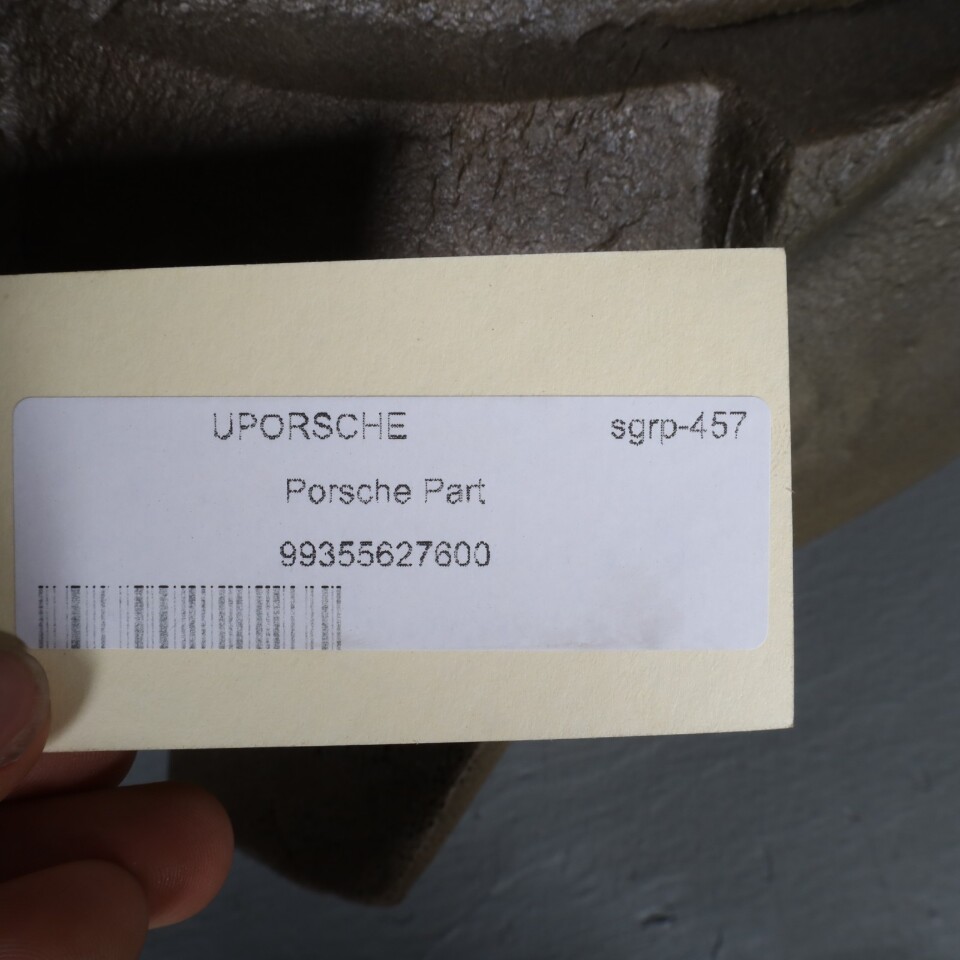 UPORSCHE sgrp-457
Porsche Part
99355627600